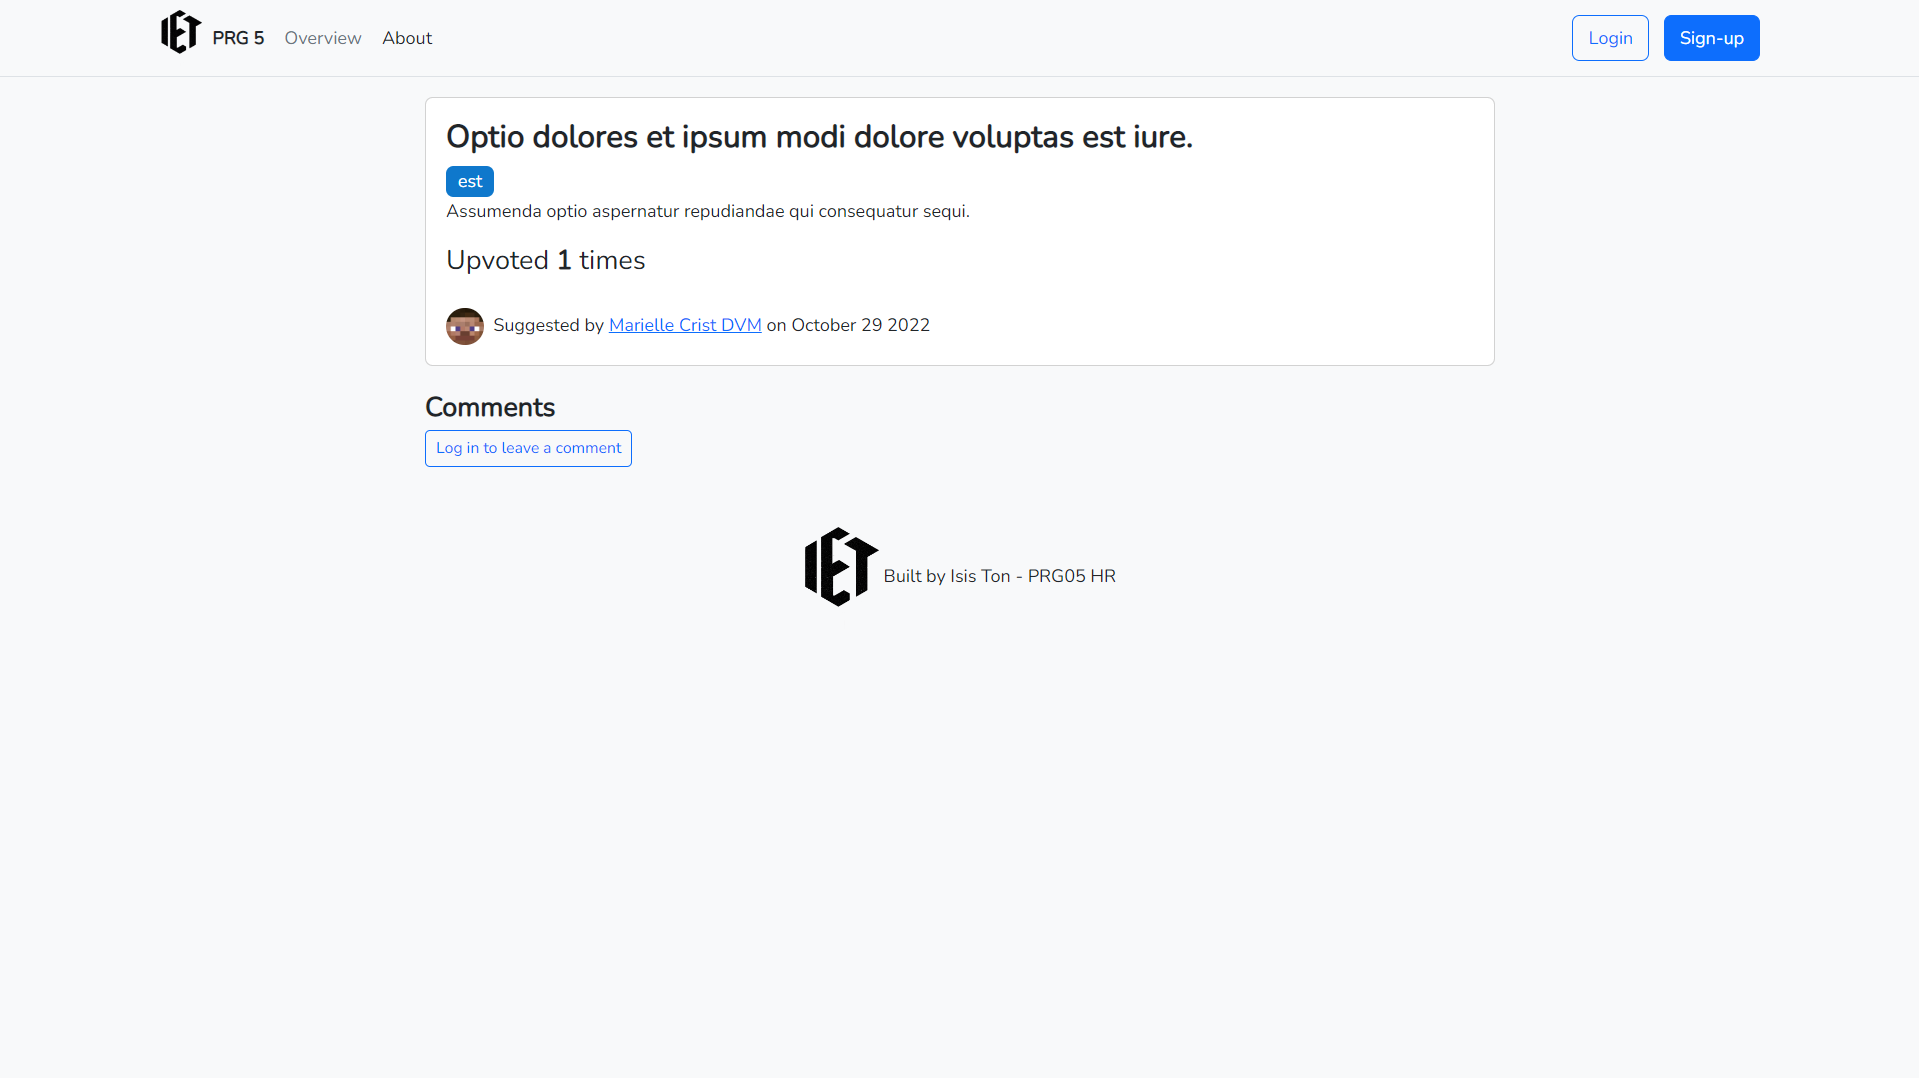 IET PRG 5 Overview About Login Sign-up
Optio dolores et ipsum modi dolore voluptas est iure.
est
Assumenda optio aspernatur repudiandae qui consequatur sequi.
Upvoted 1 times
Suggested by Marielle Crist DVM on October 29 2022
Comments
Log in to leave a comment
IET Built by Isis Ton - PRG05 HR